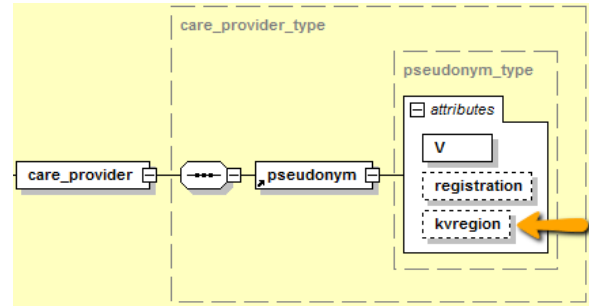 care_provider_type
pseudonym_type
attributes
V
care_provider
pseudonym
registration
kvregion